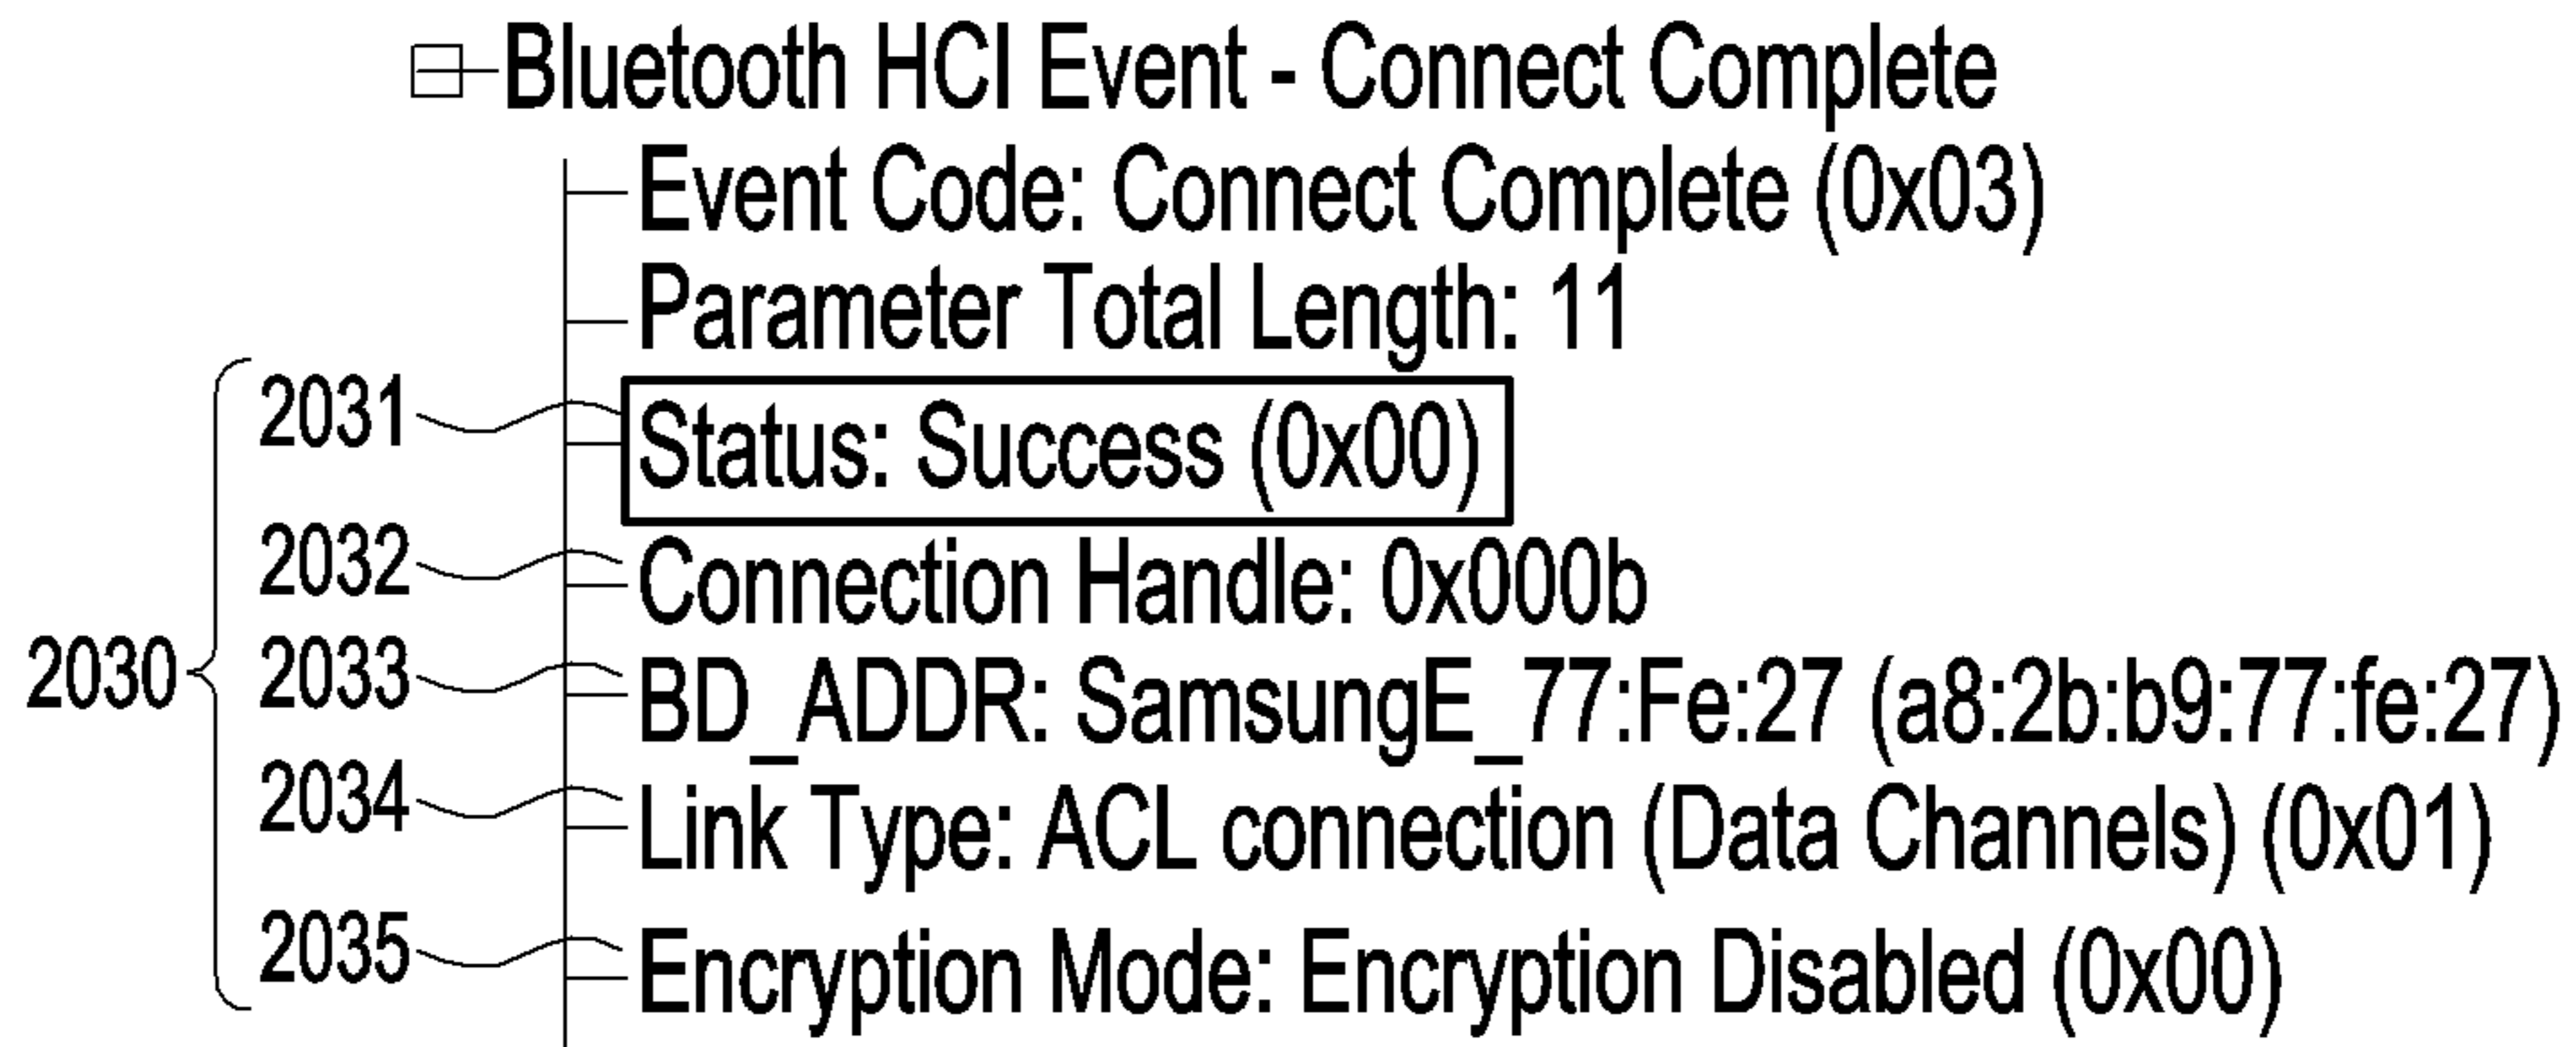 Bluetooth HCI Event - Connect Complete
Event Code: Connect Complete (0x03)
Parameter Total Length: 11
2031 Status: Success (0x00)
2032 Connection Handle: 0x000b
2030 2033 BD_ADDR: SamsungE_77:Fe:27 (a8:2b:b9:77:fe:27)
2034 Link Type: ACL connection (Data Channels) (0x01)
2035 Encryption Mode: Encryption Disabled (0x00)